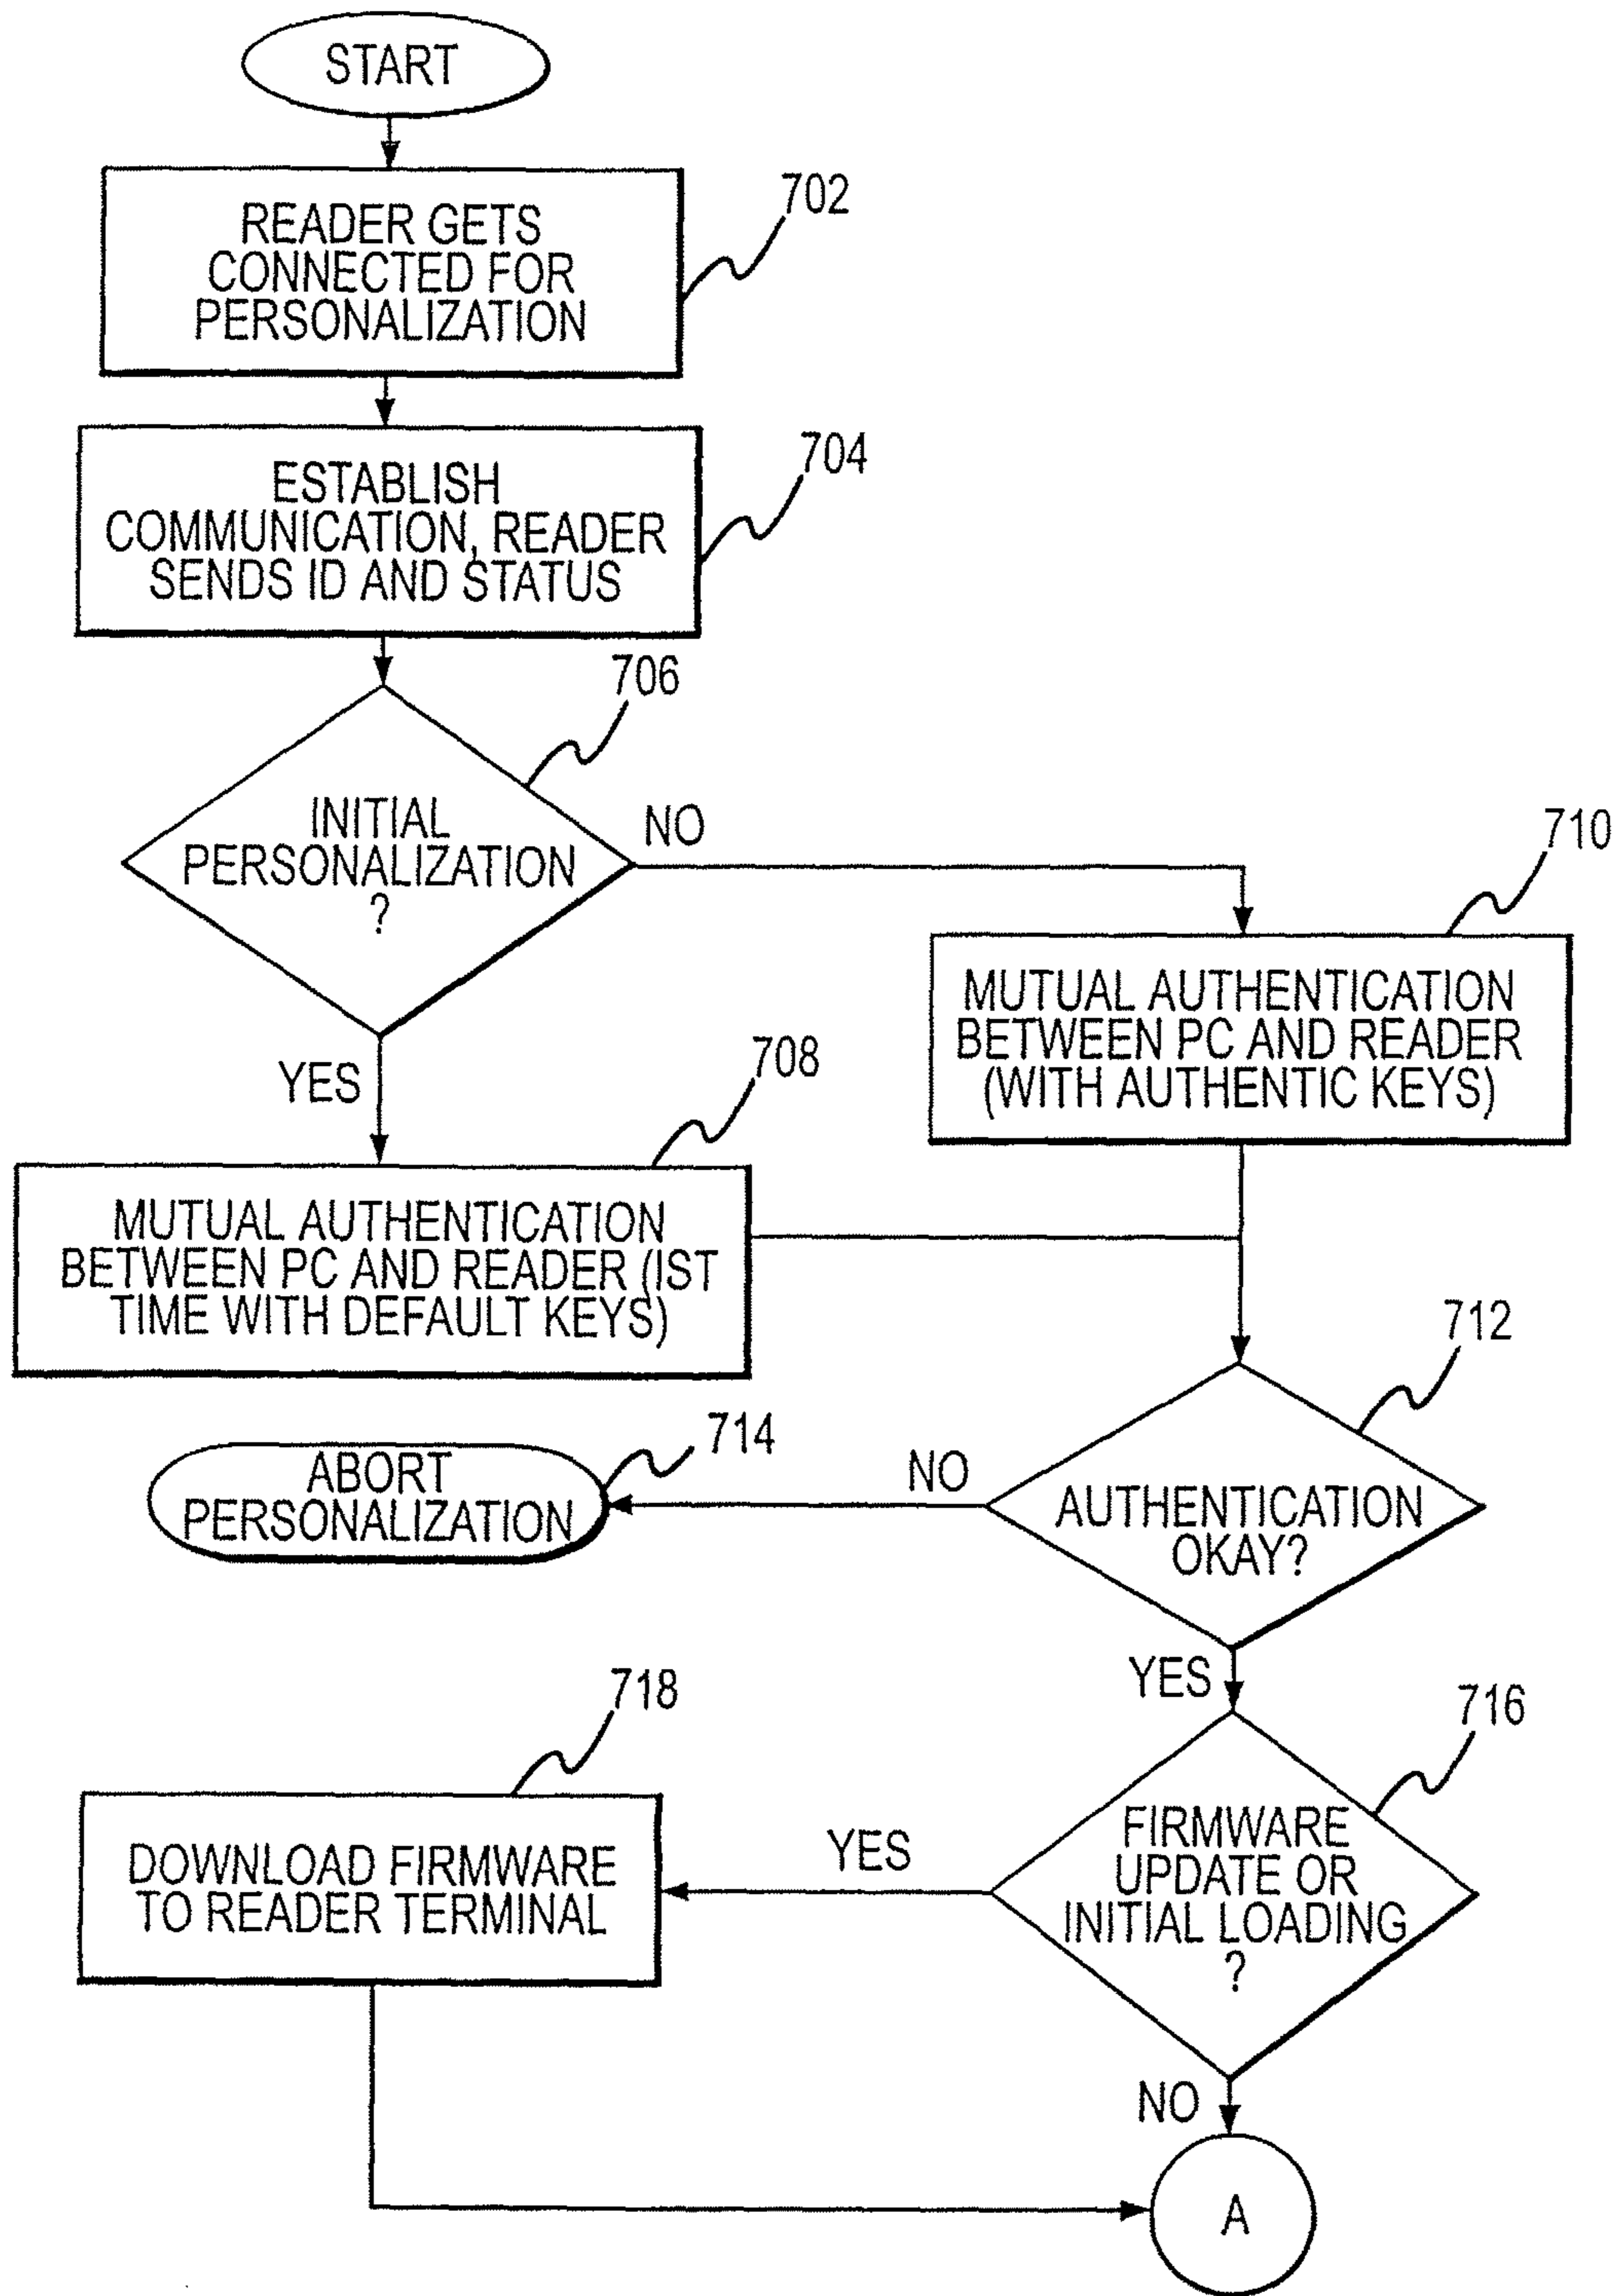 START
702
READER GETS
CONNECTED FOR
PERSONALIZATION
704
ESTABLISH
COMMUNICATION, READER
SENDS ID AND STATUS
706
INITIAL
PERSONALIZATION
?
NO
710
MUTUAL AUTHENTICATION
BETWEEN PC AND READER
(WITH AUTHENTIC KEYS)
YES
708
MUTUAL AUTHENTICATION
BETWEEN PC AND READER (IST
TIME WITH DEFAULT KEYS)
712
AUTHENTICATION
OKAY?
NO
714
ABORT
PERSONALIZATION
YES
716
FIRMWARE
UPDATE OR
INITIAL LOADING
?
YES
718
DOWNLOAD FIRMWARE
TO READER TERMINAL
NO
A